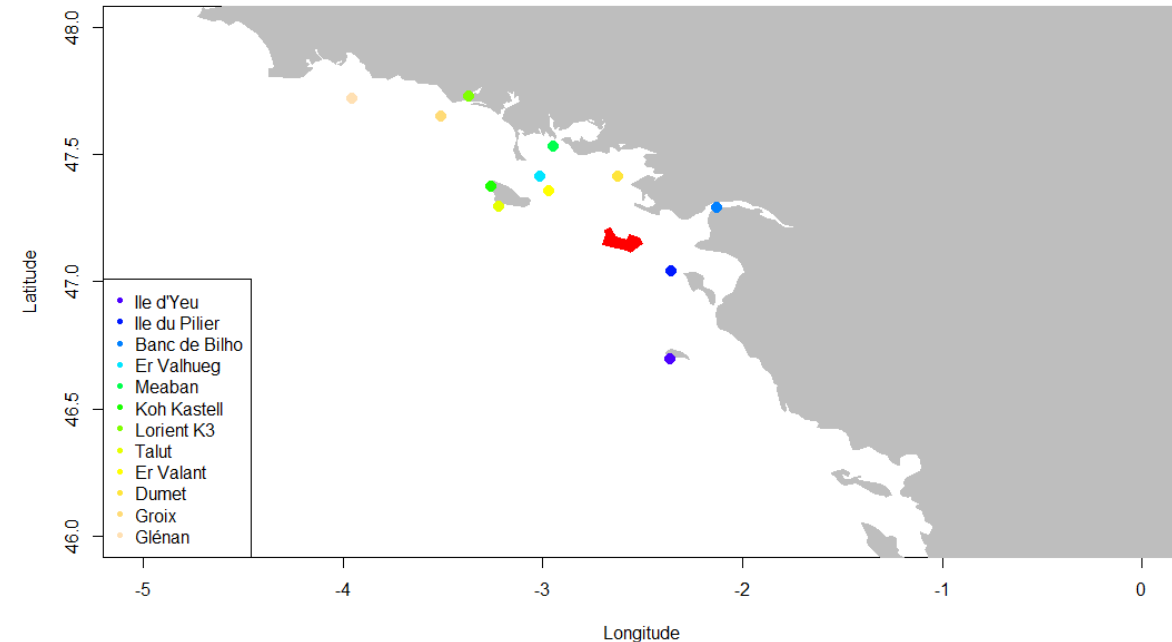 48.0
47.5
47.0
46.5
46.0
Latitude
Ile d'Yeu
Ile du Pilier
Banc de Bilho
Er Valhueg
Meaban
Koh Kastell
Lorient K3
Talut
Er Valant
Dumet
Groix
Glénan
-5 -4 -3 -2 -1 0
Longitude